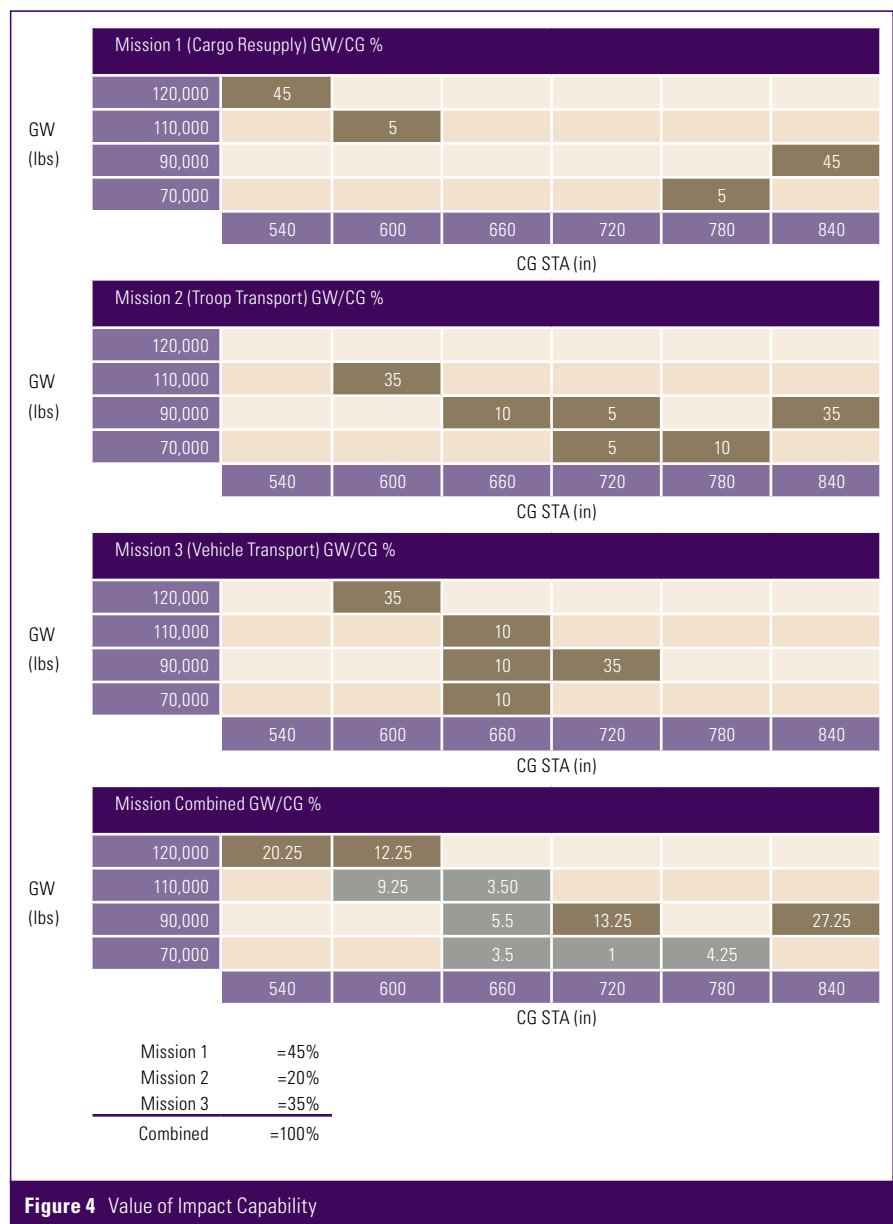 Mission 1 (Cargo Resupply) GW/CG %
120,000 45
GW 110,000 5
(lbs) 90,000 45
70,000 5
540 600 660 720 780 840
CG STA (in)
Mission 2 (Troop Transport) GW/CG %
120,000
GW 110,000 35
(lbs) 90,000 10 5 35
70,000 5 10
540 600 660 720 780 840
CG STA (in)
Mission 3 (Vehicle Transport) GW/CG %
120,000 35
GW 110,000 10
(lbs) 90,000 10 35
70,000 10
540 600 660 720 780 840
CG STA (in)
Mission Combined GW/CG %
120,000 20.25 12.25
GW 110,000 9.25 3.50
(lbs) 90,000 5.5 13.25 27.25
70,000 3.5 1 4.25
540 600 660 720 780 840
CG STA (in)
Mission 1 =45%
Mission 2 =20%
Mission 3 =35%
Combined =100%
Figure 4 Value of Impact Capability